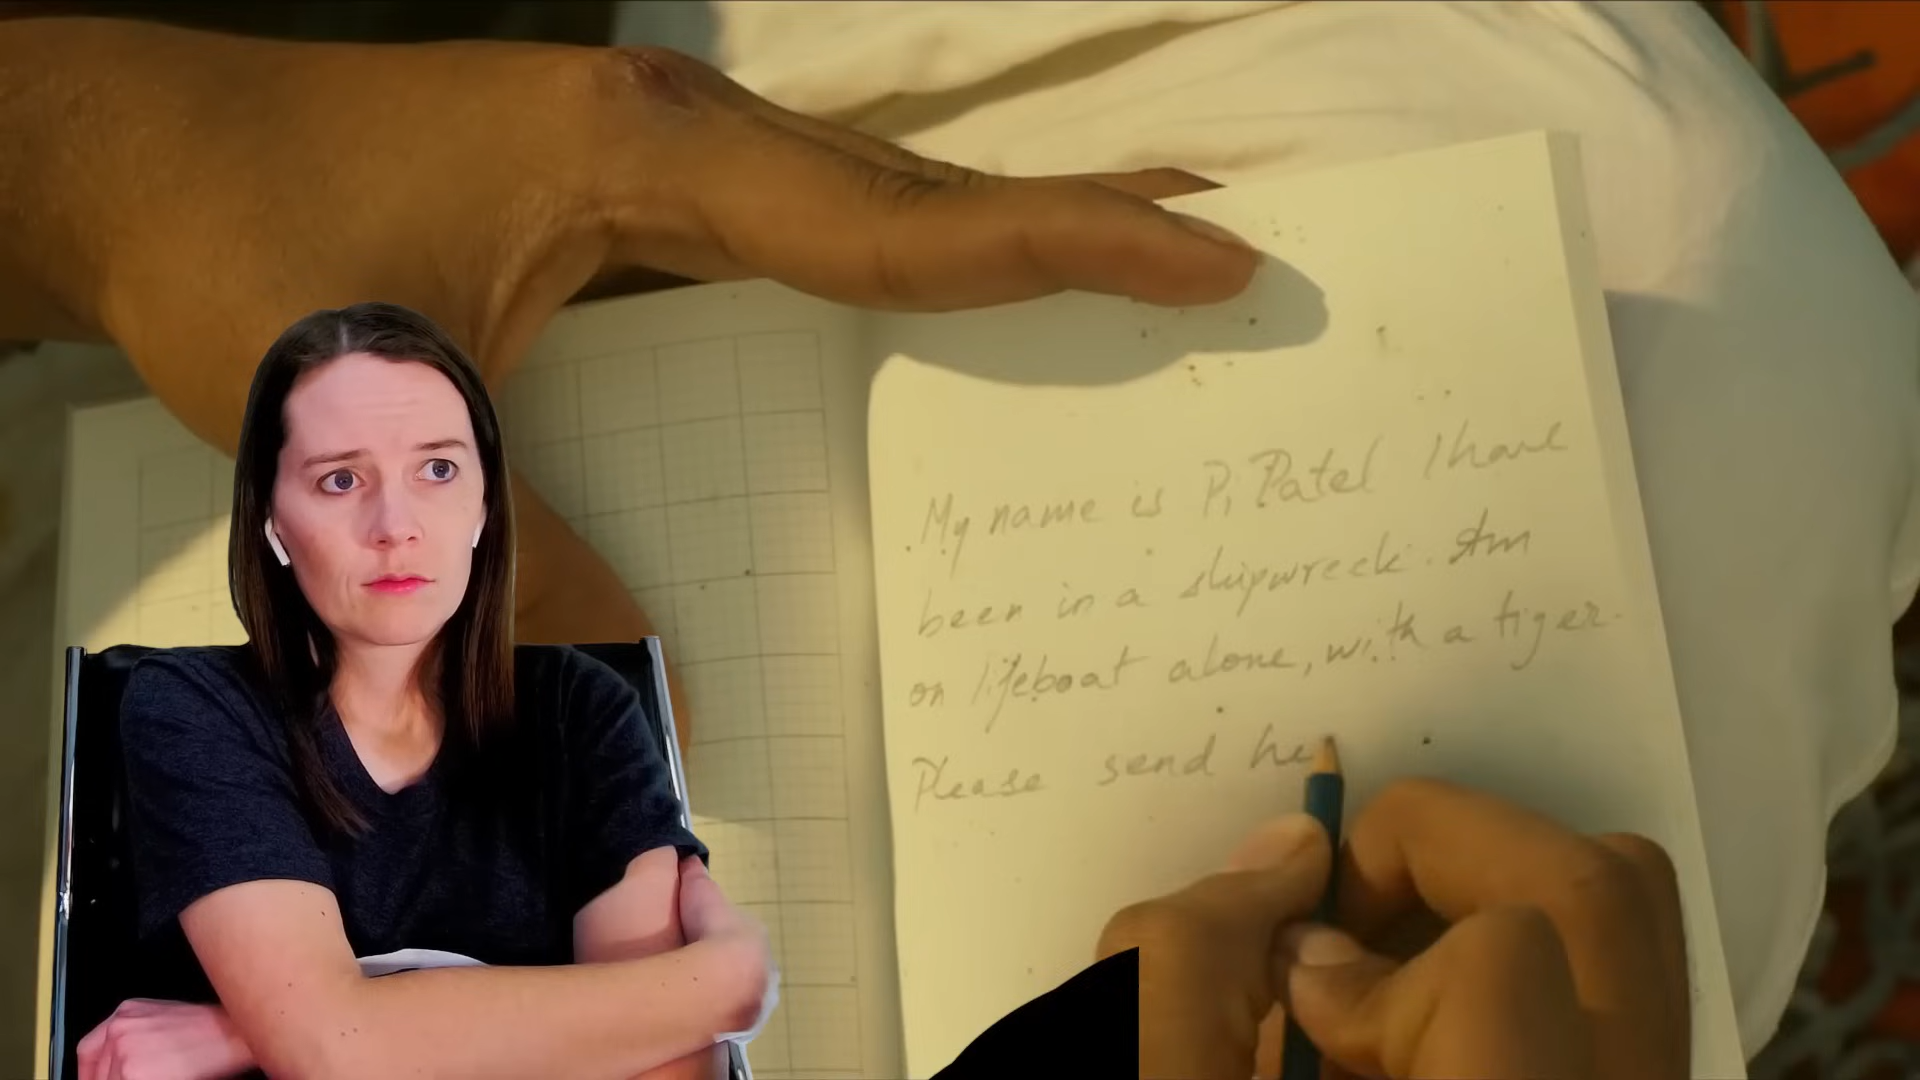 My name is Pi Patel I have
been in a shipwreck. Am
on lifeboat alone, with a tiger.
Please send he